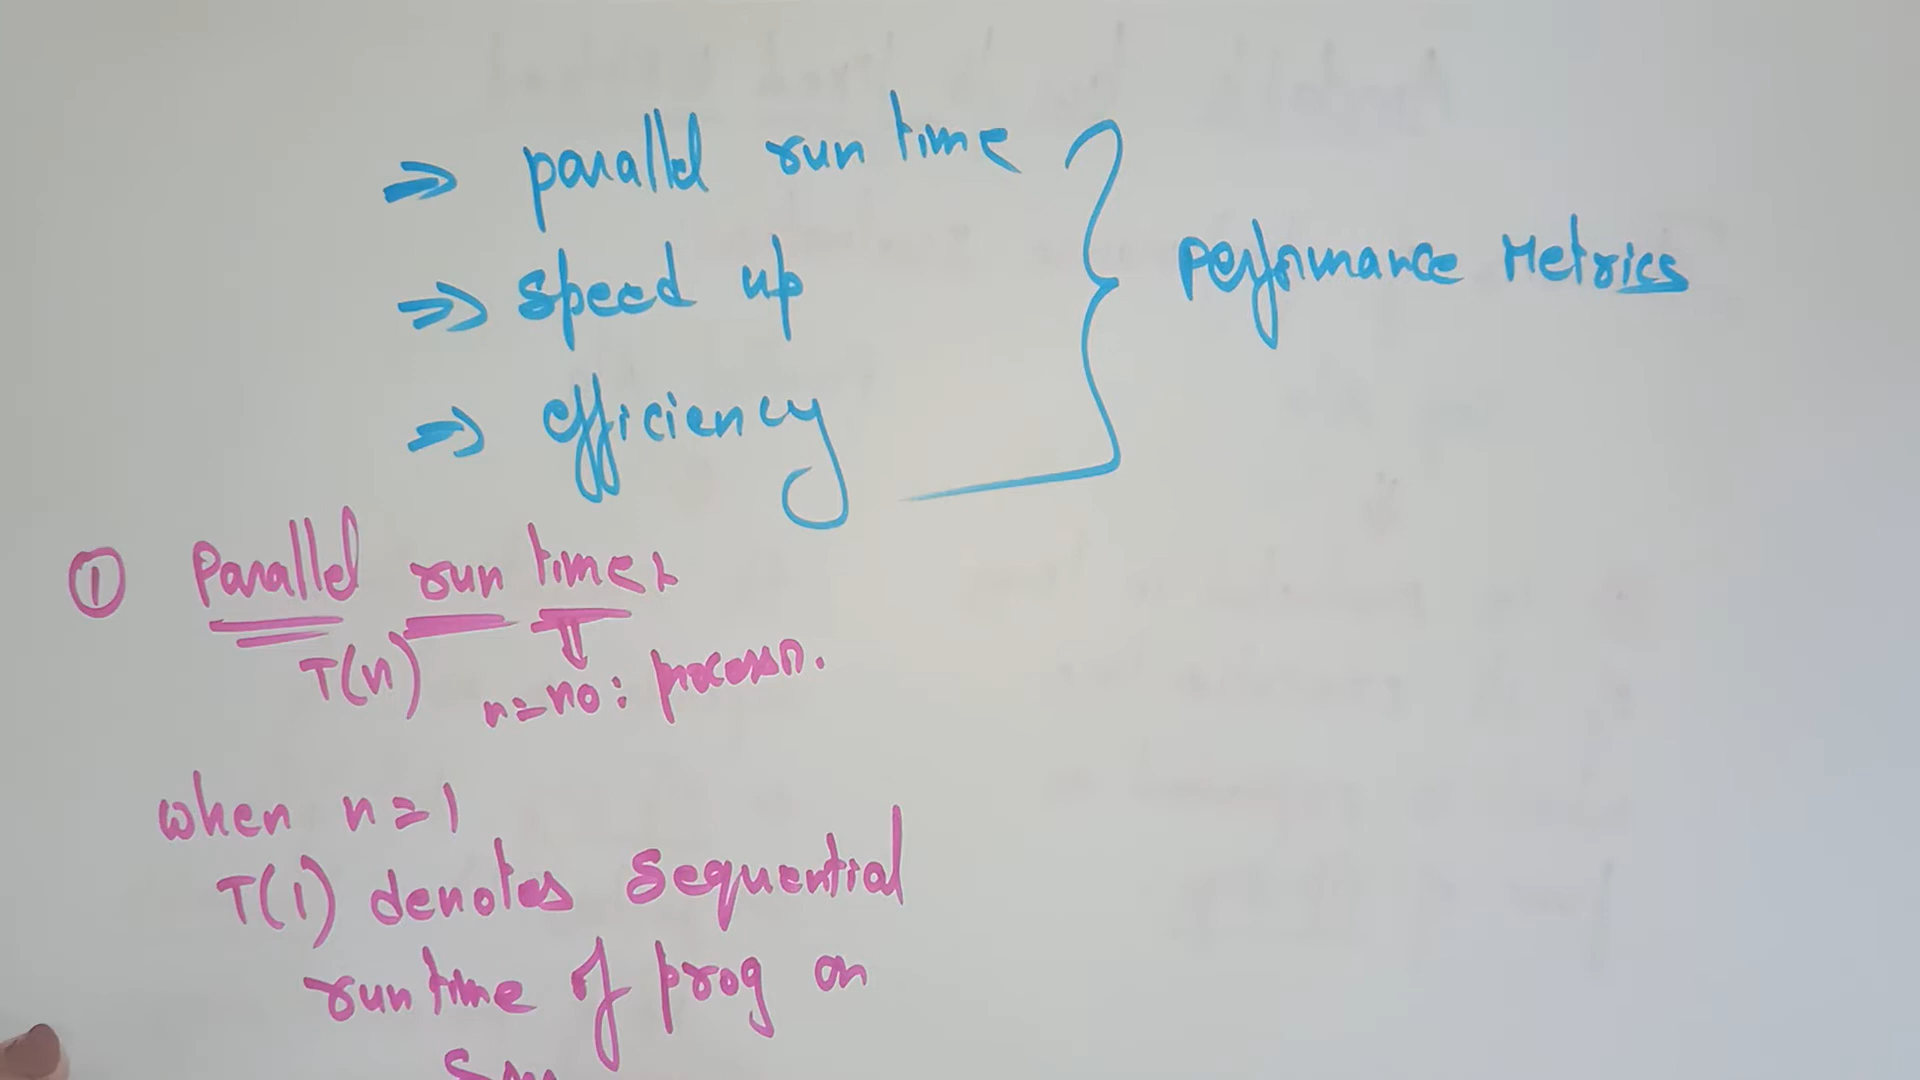 ⇒ parallel run time
⇒ speed up
⇒ efficiency
Performance Metrics
① Parallel run time:
T(n)
n=no: processn.
when n=1
T(1) denotes sequential
run time of prog on